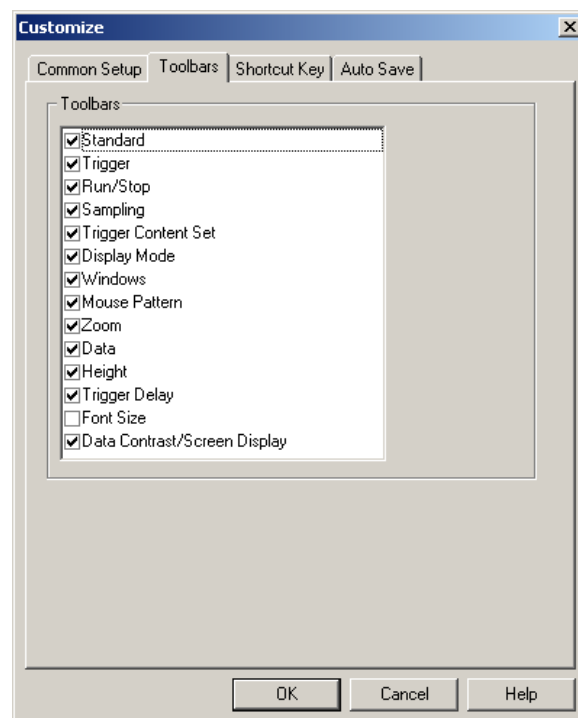 Customize
Common Setup Toolbars Shortcut Key Auto Save
Toolbars
Standard
Trigger
Run/Stop
Sampling
Trigger Content Set
Display Mode
Windows
Mouse Pattern
Zoom
Data
Height
Trigger Delay
Font Size
Data Contrast/Screen Display
OK Cancel Help